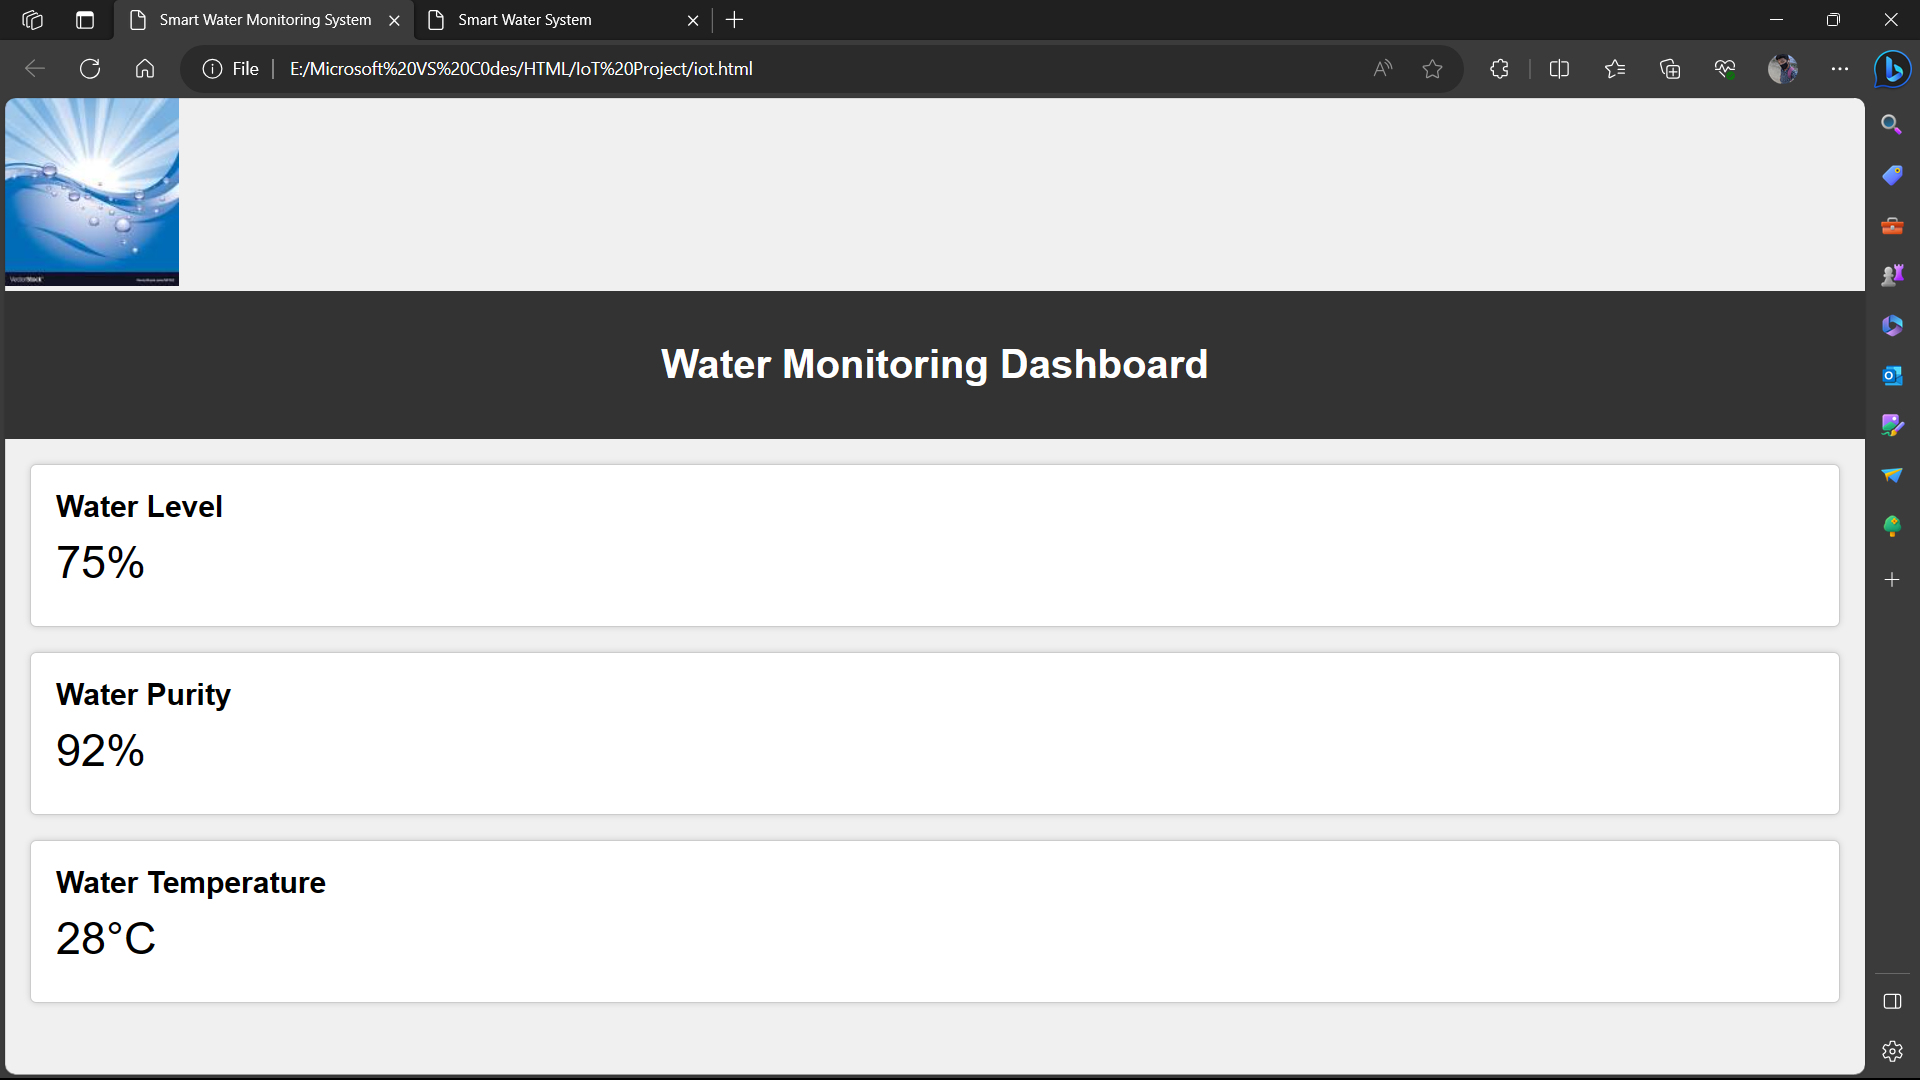 Smart Water Monitoring System
Smart Water System
File
E:/Microsoft%20VS%20C0des/HTML/IoT%20Project/iot.html
VectorStock
Water Monitoring Dashboard
Water Level
75%
Water Purity
92%
Water Temperature
28°C